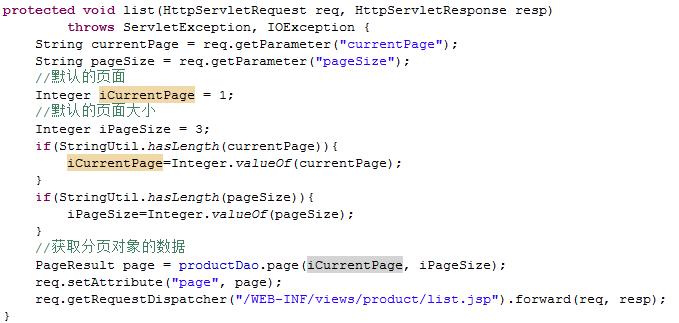 protected void list(HttpServletRequest req, HttpServletResponse resp)
        throws ServletException, IOException {
    String currentPage = req.getParameter("currentPage");
    String pageSize = req.getParameter("pageSize");
    //默认的页面
    Integer iCurrentPage = 1;
    //默认的页面大小
    Integer iPageSize = 3;
    if(StringUtil.hasLength(currentPage)){
        iCurrentPage=Integer.valueOf(currentPage);
    }
    if(StringUtil.hasLength(pageSize)){
        iPageSize=Integer.valueOf(pageSize);
    }
    //获取分页对象的数据
    PageResult page = productDao.page(iCurrentPage, iPageSize);
    req.setAttribute("page", page);
    req.getRequestDispatcher("/WEB-INF/views/product/list.jsp").forward(req, resp);
}